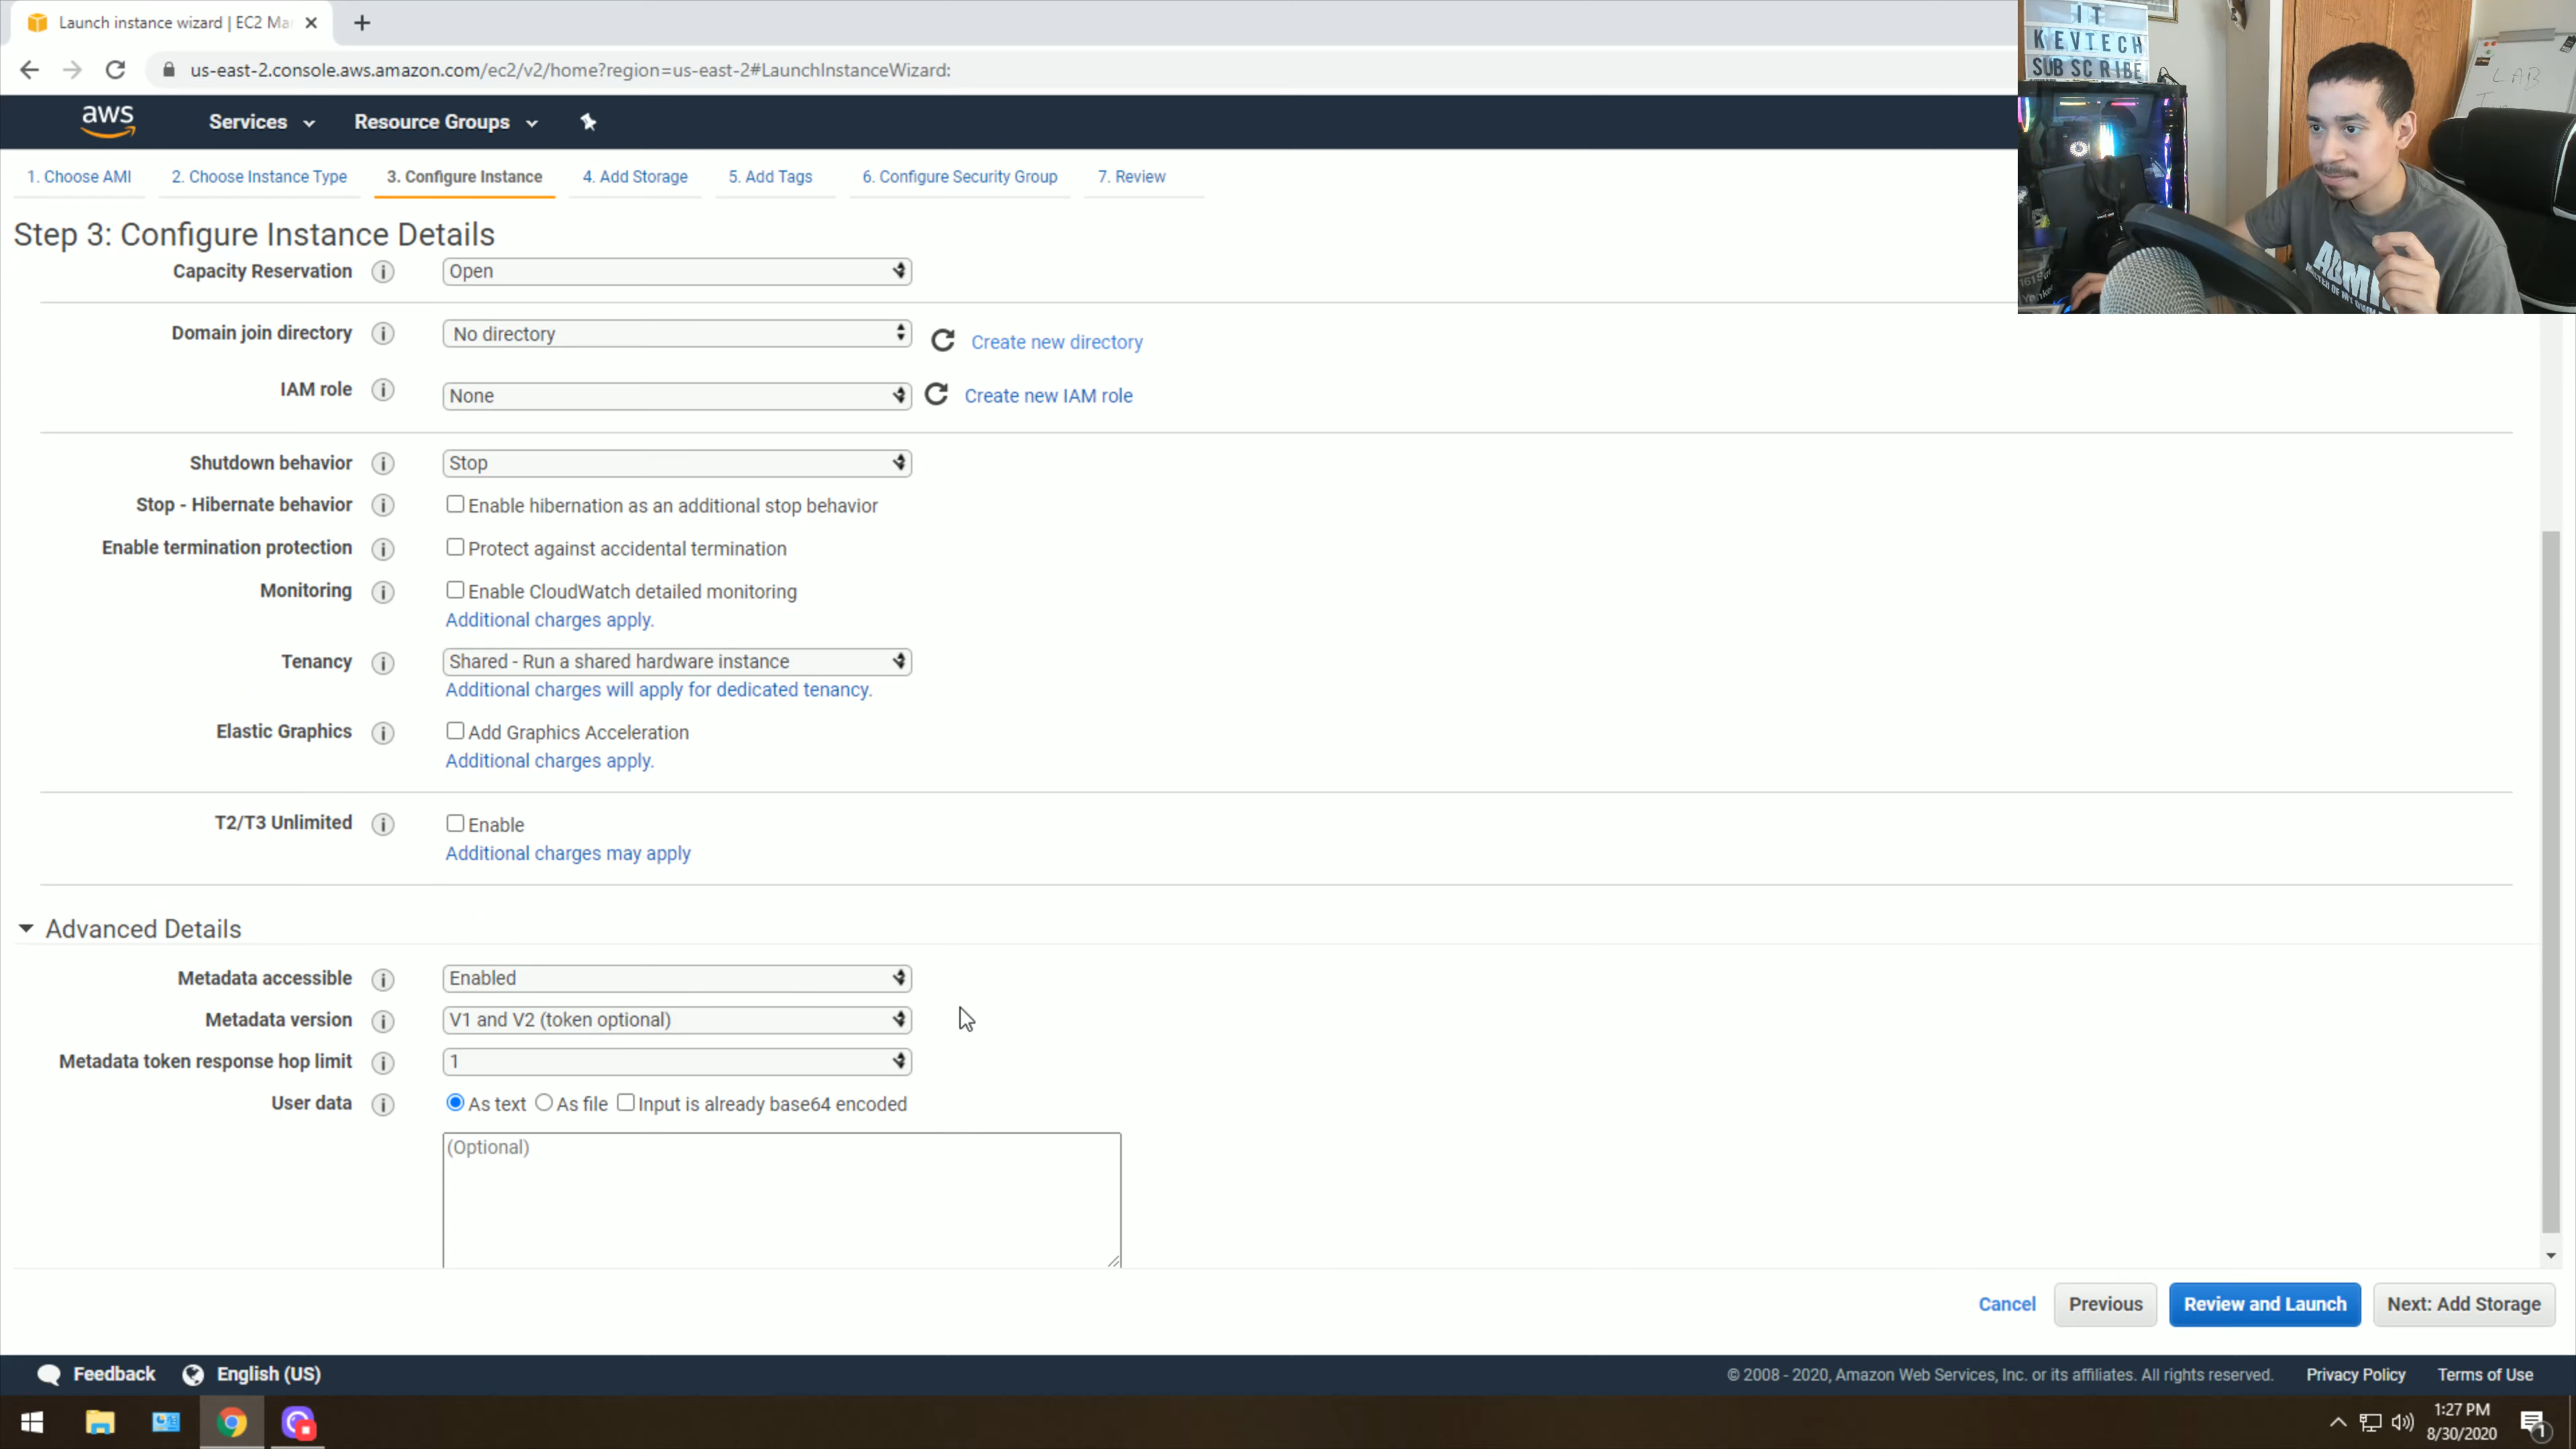 Launch instance wizard | EC2 Ma
us-east-2.console.aws.amazon.com/ec2/v2/home?region=us-east-2#LaunchInstanceWizard:
IT
KEVTECH
SUBSCRIBE
LAB
aws
Services
Resource Groups
1. Choose AMI
2. Choose Instance Type
3. Configure Instance
4. Add Storage
5. Add Tags
6. Configure Security Group
7. Review
Step 3: Configure Instance Details
Capacity Reservation
Open
Domain join directory
No directory
Create new directory
IAM role
None
Create new IAM role
Shutdown behavior
Stop
Stop - Hibernate behavior
Enable hibernation as an additional stop behavior
Enable termination protection
Protect against accidental termination
Monitoring
Enable CloudWatch detailed monitoring
Additional charges apply.
Tenancy
Shared - Run a shared hardware instance
Additional charges will apply for dedicated tenancy.
Elastic Graphics
Add Graphics Acceleration
Additional charges apply.
T2/T3 Unlimited
Enable
Additional charges may apply
Advanced Details
Metadata accessible
Enabled
Metadata version
V1 and V2 (token optional)
Metadata token response hop limit
1
User data
As text
As file
Input is already base64 encoded
(Optional)
Cancel
Previous
Review and Launch
Next: Add Storage
Feedback
English (US)
© 2008 - 2020, Amazon Web Services, Inc. or its affiliates. All rights reserved.
Privacy Policy
Terms of Use
1:27 PM
8/30/2020
1